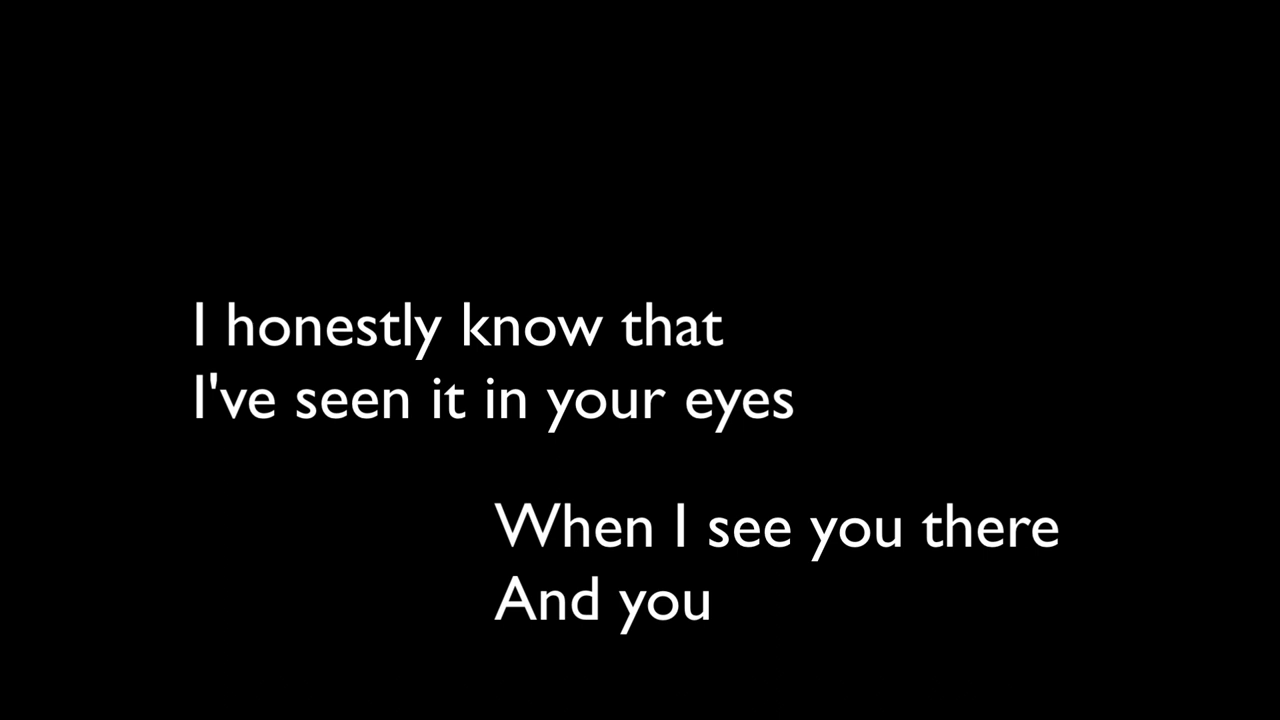 I honestly know that
I've seen it in your eyes
When I see you there
And you